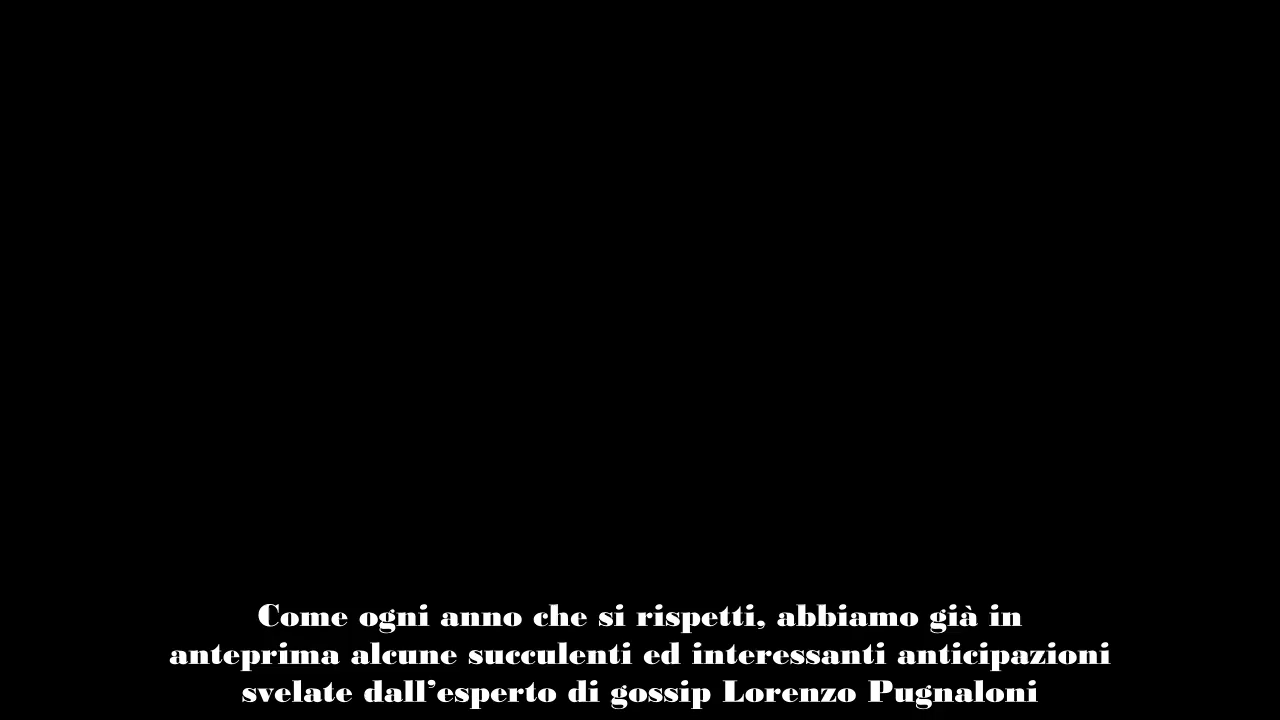 Come ogni anno che si rispetti, abbiamo già in
anteprima alcune succulenti ed interessanti anticipazioni
svelate dall’esperto di gossip Lorenzo Pugnaloni